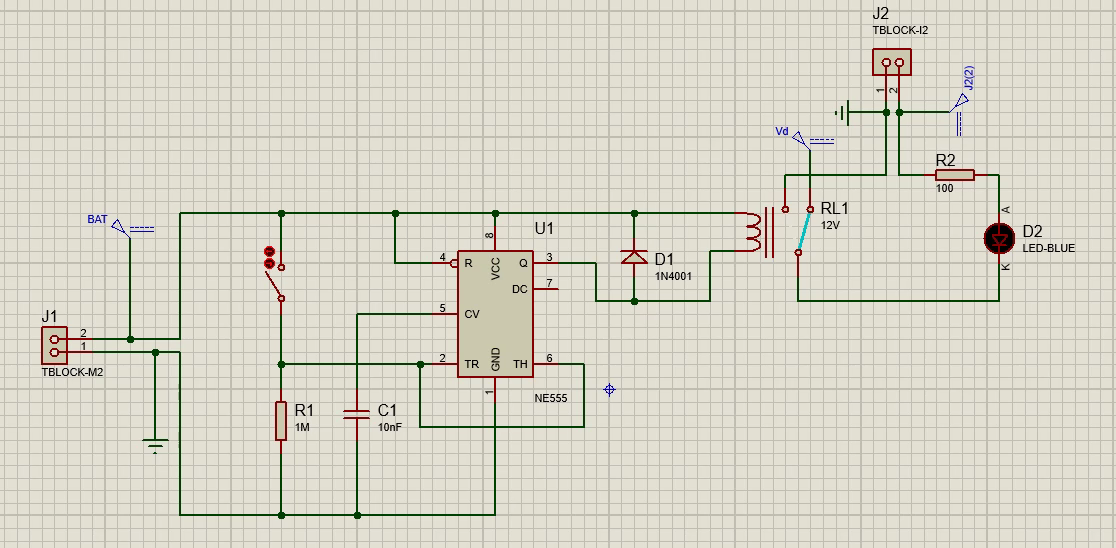 J2
TBLOCK-I2
J2(2)
1
2
Vd
R2
100
BAT
A
RL1
12V
U1
8
D2
LED-BLUE
4
R
VCC
Q
3
D1
1N4001
K
DC
7
J1
5
CV
2
1
TBLOCK-M2
2
TR
GND
TH
6
1
NE555
R1
1M
C1
10nF